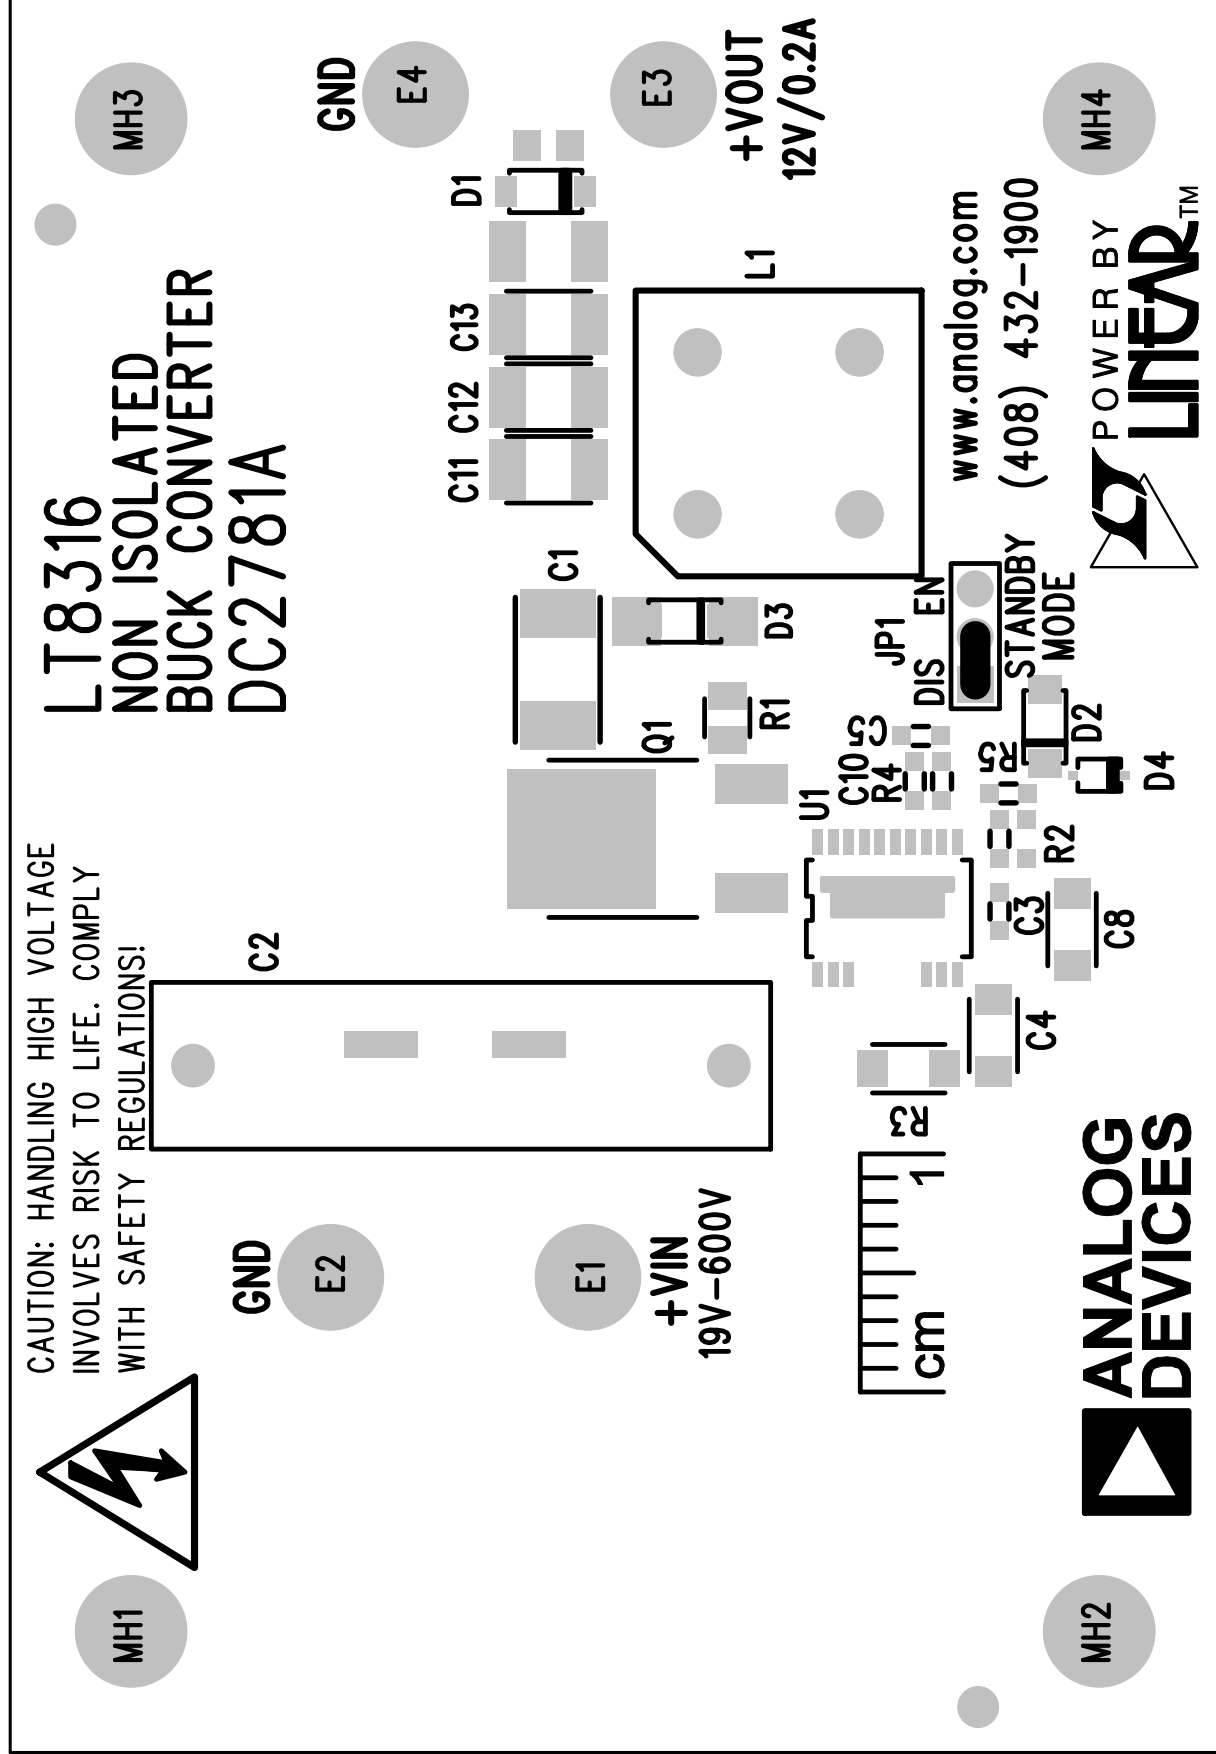 CAUTION: HANDLING HIGH VOLTAGE
INVOLVES RISK TO LIFE. COMPLY
WITH SAFETY REGULATIONS!
LT8316
NON ISOLATED
BUCK CONVERTER
DC2781A
MH1
MH3
GND
E2
E1
+VIN
19V-600V
C2
GND
E4
E3
+VOUT
12V/0.2A
D1
C13
C12
C11
C1
L1
Q1
R1
D3
U1
C10
R4
C5
JP1
DIS
EN
STANDBY
MODE
R5
D2
D4
R2
C3
C8
C4
R3
cm
1
www.analog.com
(408) 432-1900
MH2
ANALOG
DEVICES
POWER BY
LINEAR™
MH4